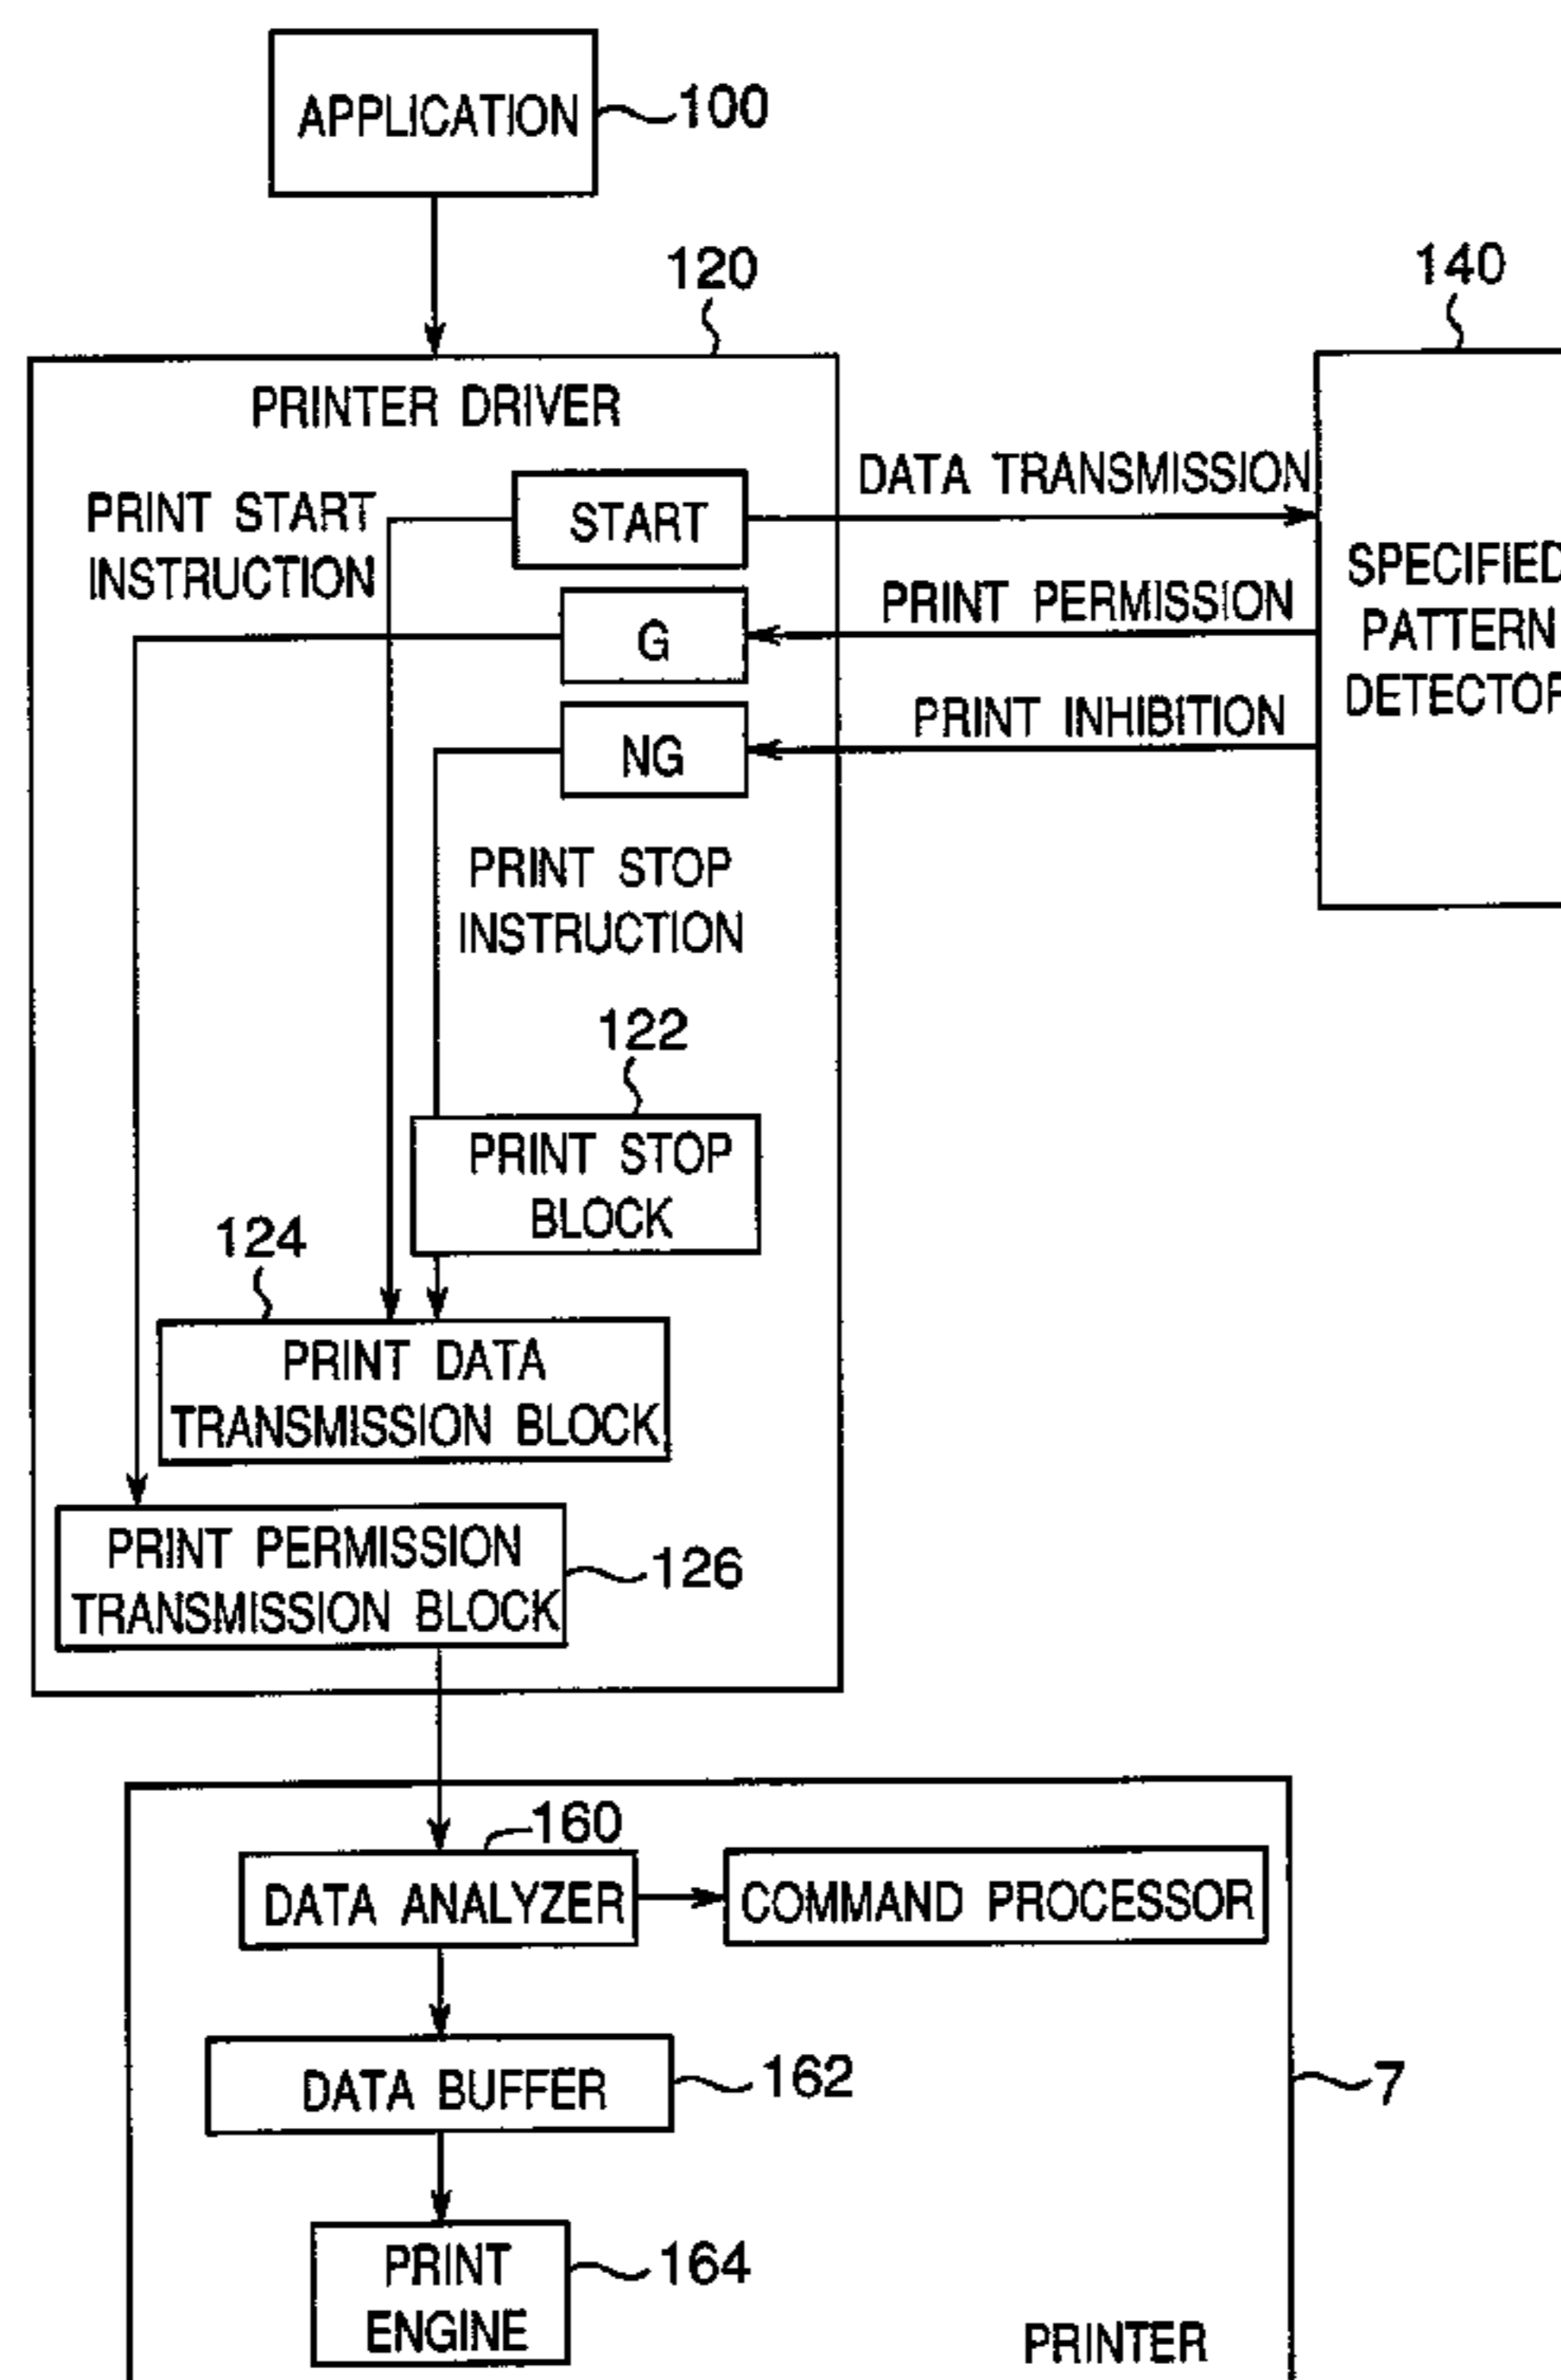 APPLICATION
100
120
140
PRINTER DRIVER
PRINT START
INSTRUCTION
START
DATA TRANSMISSION
G
PRINT PERMISSION
NG
PRINT INHIBITION
SPECIFIED
PATTERN
DETECTOR
PRINT STOP
INSTRUCTION
122
PRINT STOP
BLOCK
124
PRINT DATA
TRANSMISSION BLOCK
PRINT PERMISSION
TRANSMISSION BLOCK
126
160
DATA ANALYZER
COMMAND PROCESSOR
DATA BUFFER
162
7
PRINT
ENGINE
164
PRINTER